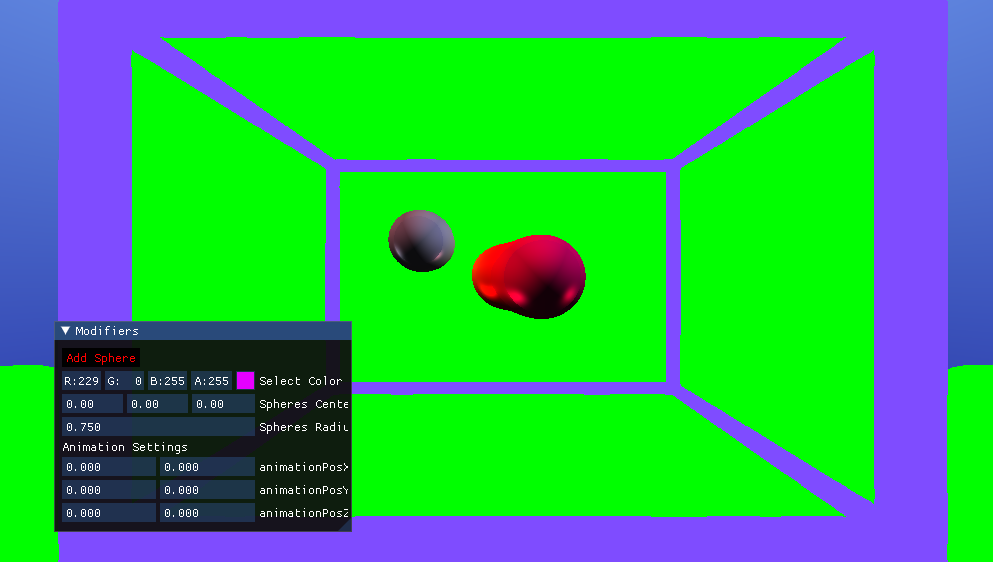 Modifiers
Add Sphere
R:229 G: 0 B:255 A:255 Select Color
0.00 0.00 0.00 Spheres Cente
0.750 Spheres Radiu
Animation Settings
0.000 0.000 animationPosX
0.000 0.000 animationPosY
0.000 0.000 animationPosZ